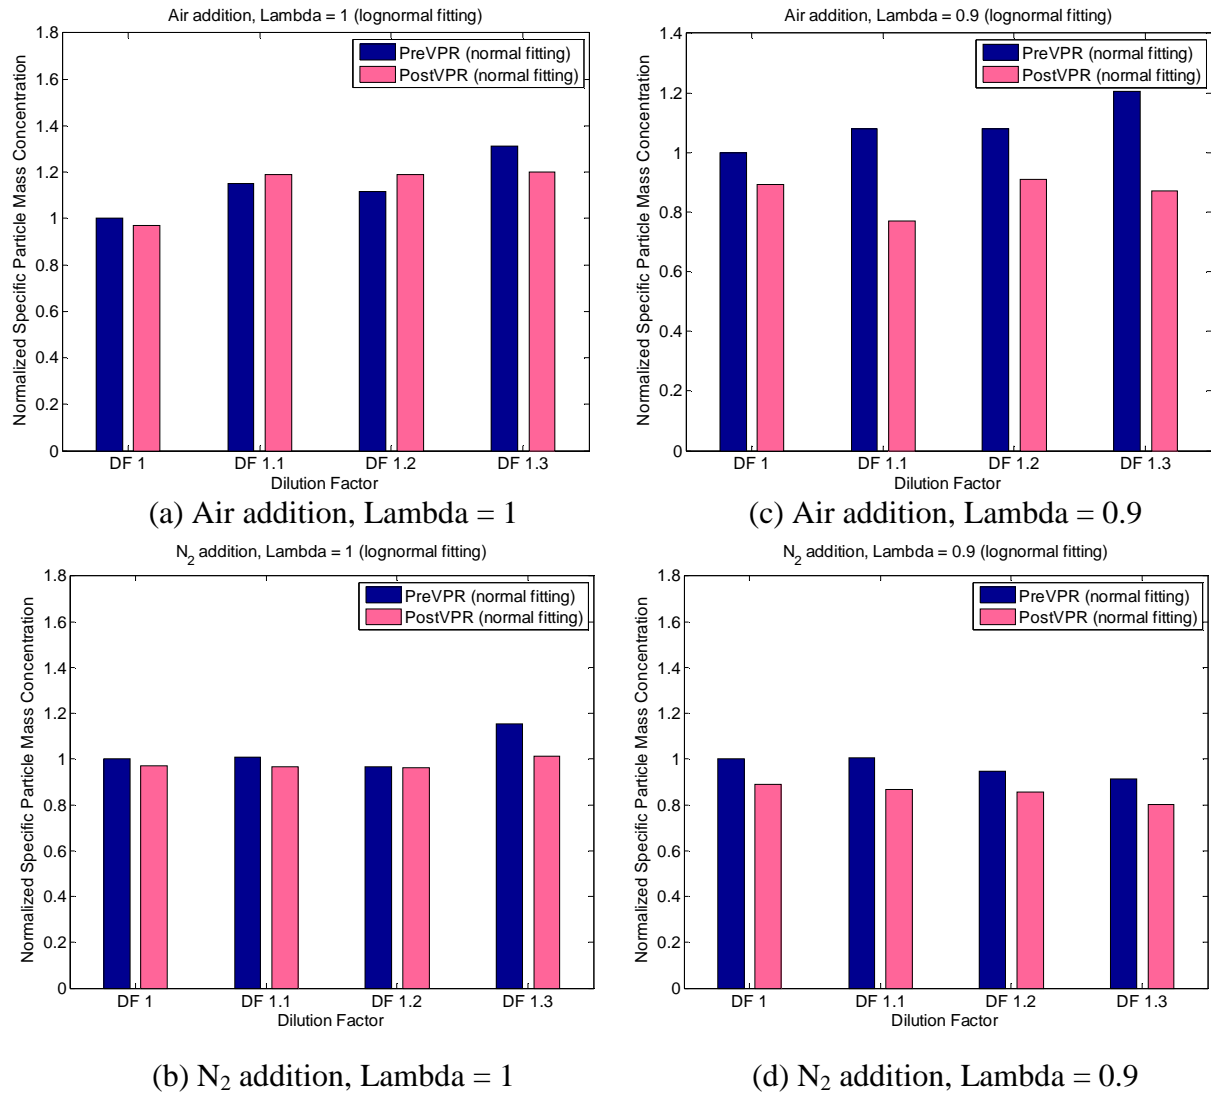 Air addition, Lambda = 1 (lognormal fitting)
1.8
1.6
1.4
1.2
1
0.8
0.6
0.4
0.2
0
Normalized Specific Particle Mass Concentration
PreVPR (normal fitting)
PostVPR (normal fitting)
DF 1 DF 1.1 DF 1.2 DF 1.3
Dilution Factor
(a) Air addition, Lambda = 1
Air addition, Lambda = 0.9 (lognormal fitting)
1.4
1.2
1
0.8
0.6
0.4
0.2
0
Normalized Specific Particle Mass Concentration
PreVPR (normal fitting)
PostVPR (normal fitting)
DF 1 DF 1.1 DF 1.2 DF 1.3
Dilution Factor
(c) Air addition, Lambda = 0.9
N2 addition, Lambda = 1 (lognormal fitting)
1.8
1.6
1.4
1.2
1
0.8
0.6
0.4
0.2
0
Normalized Specific Particle Mass Concentration
PreVPR (normal fitting)
PostVPR (normal fitting)
DF 1 DF 1.1 DF 1.2 DF 1.3
Dilution Factor
(b) N2 addition, Lambda = 1
N2 addition, Lambda = 0.9 (lognormal fitting)
1.8
1.6
1.4
1.2
1
0.8
0.6
0.4
0.2
0
Normalized Specific Particle Mass Concentration
PreVPR (normal fitting)
PostVPR (normal fitting)
DF 1 DF 1.1 DF 1.2 DF 1.3
Dilution Factor
(d) N2 addition, Lambda = 0.9